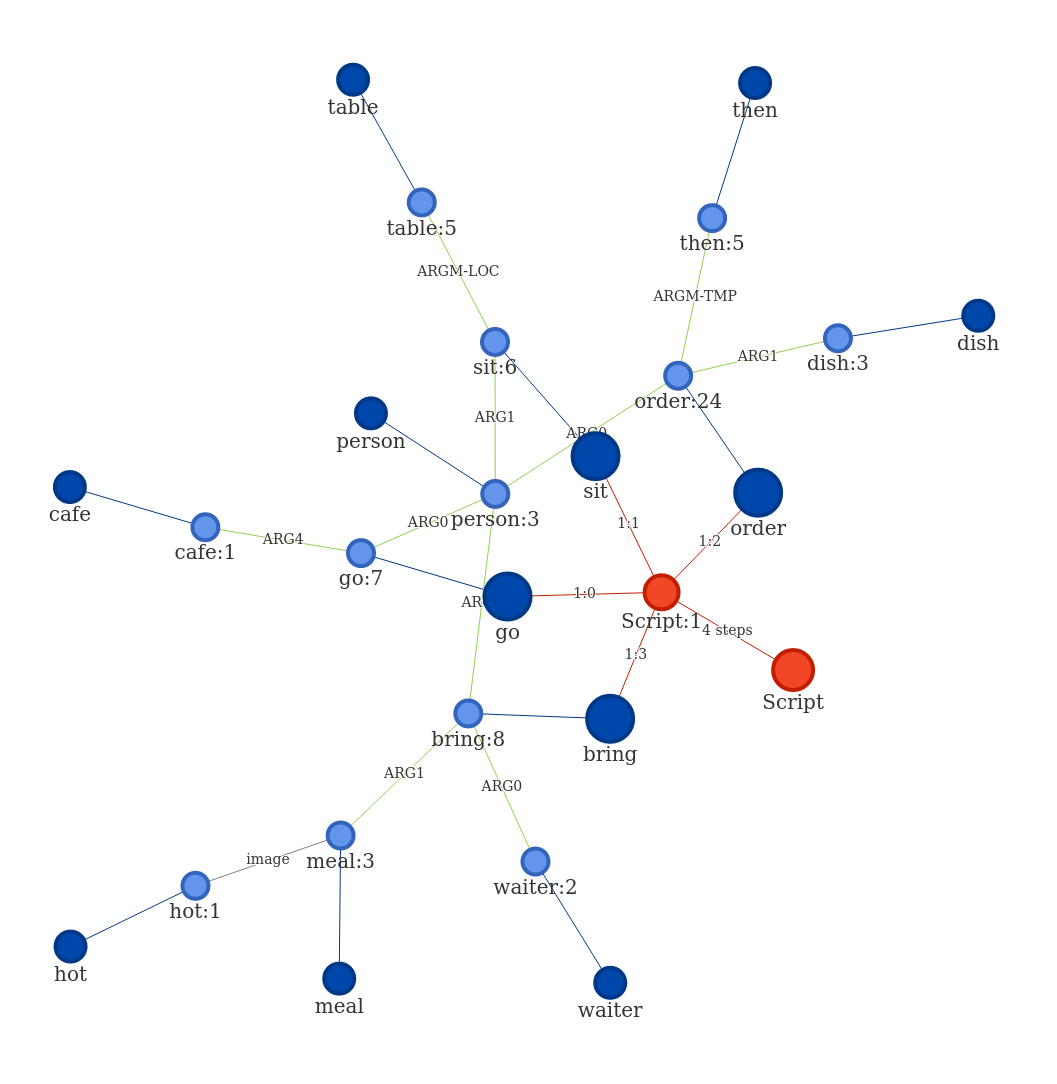 table
then
table:5
then:5
ARGM-LOC
ARGM-TMP
dish
ARG1
dish:3
sit:6
order:24
ARG1
ARG0
person
sit
cafe
ARG0
person:3
1:1
order
cafe:1
ARG4
1:2
go:7
1:0
go
Script:1
4 steps
1:3
Script
bring:8
bring
ARG1
ARG0
image
meal:3
waiter:2
hot:1
hot
meal
waiter